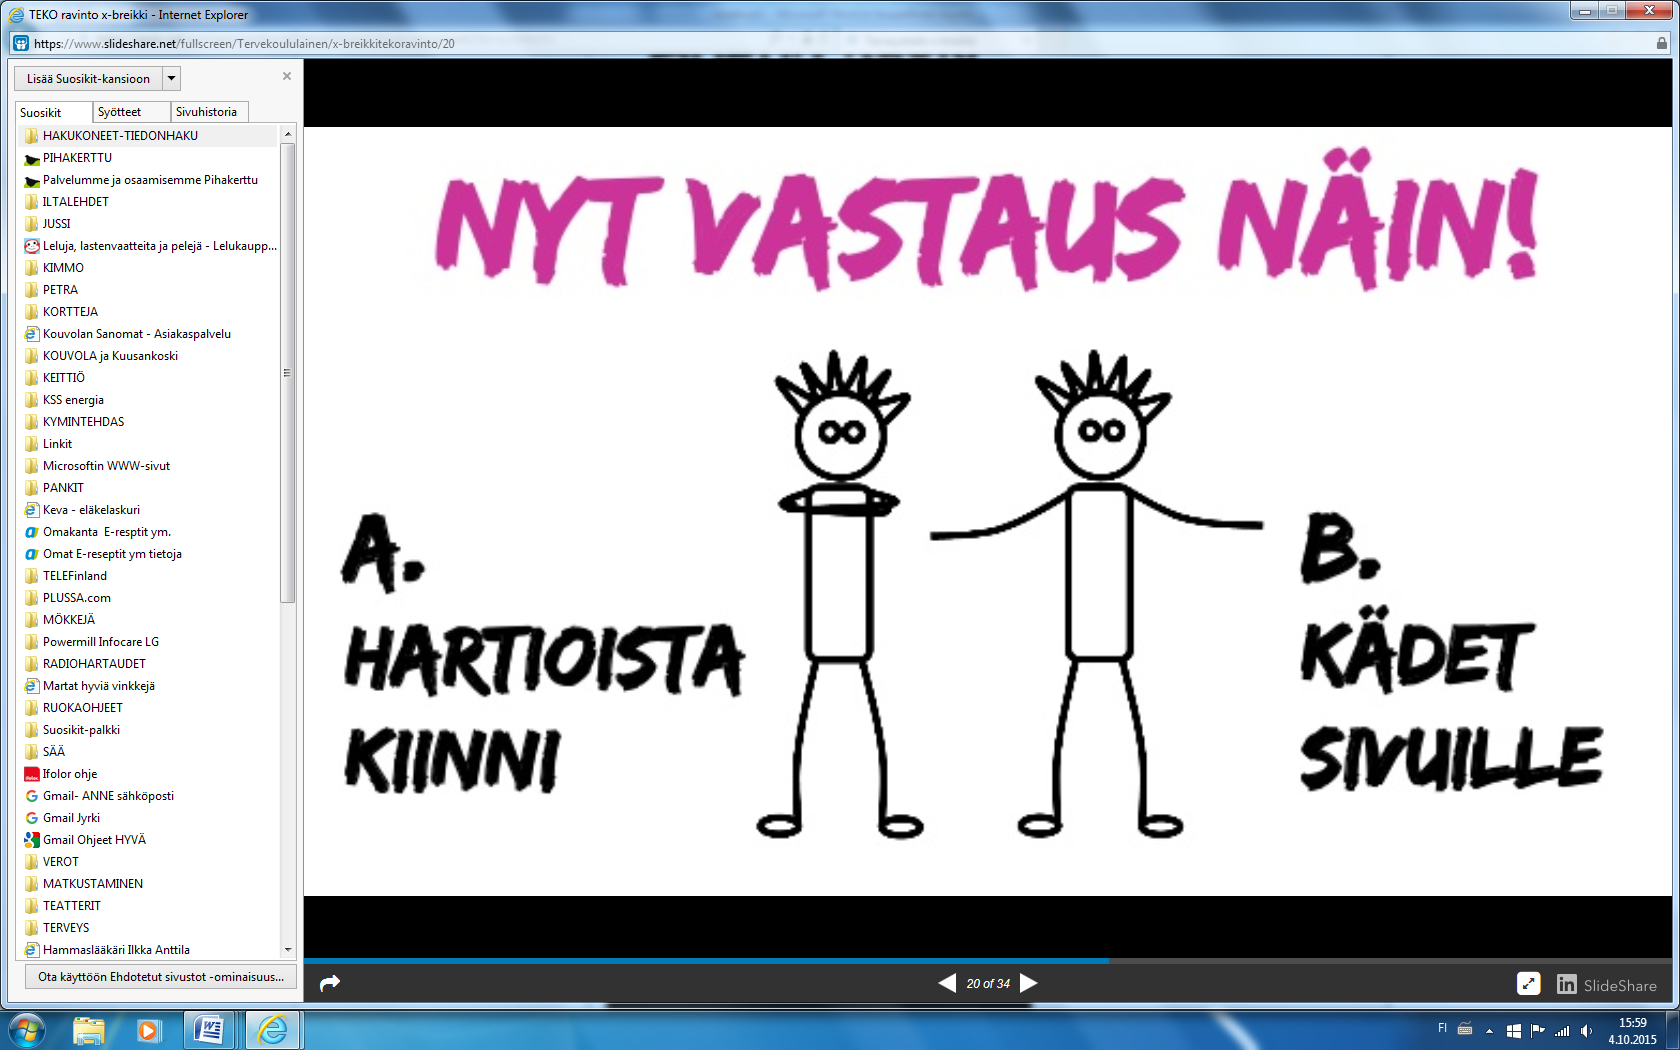 TEKO ravinto x-breikki - Internet Explorer
https://www.slideshare.net/fullscreen/Tervekoululainen/x-breikkitekoravinto/20
Lisää Suosikit-kansioon
Suosikit Syötteet Sivuhistoria
HAKUKONEET-TIEDONHAKU
PIHAKERTTU
Palvelumme ja osaamisemme Pihakerttu
ILTALEHDET
JUSSI
Leluja, lastenvaatteita ja pelejä - Lelukaupp...
KIMMO
PETRA
KORTTEJA
Kouvolan Sanomat - Asiakaspalvelu
KOUVOLA ja Kuusankoski
KEITTIÖ
KSS energia
KYMINTEHDAS
Linkit
Microsoftin WWW-sivut
PANKIT
Keva - eläkelaskuri
Omakanta E-resptit ym.
Omat E-reseptit ym tietoja
TELEFinland
PLUSSA.com
MÖKKEJÄ
Powermill Infocare LG
RADIOHARTAUDET
Martat hyviä vinkkejä
RUOKAOHJEET
Suosikit-palkki
SÄÄ
Ifolor ohje
Gmail- ANNE sähköposti
Gmail Jyrki
Gmail Ohjeet HYVÄ
VEROT
MATKUSTAMINEN
TEATTERIT
TERVEYS
Hammaslääkäri Ilkka Anttila
Ota käyttöön Ehdotetut sivustot -ominaisuus...
NYT VASTAUS NÄIN!
A.
HARTIOISTA
KIINNI
B.
KÄDET
SIVUILLE
20 of 34
in SlideShare
FI
15:59
4.10.2015